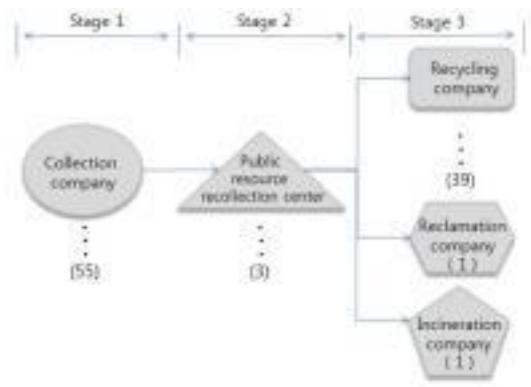 Stage 1
Stage 2
Stage 3
Collection
company
(55)
Public
resource
recollection center
(3)
Recycling
company
(39)
Reclamation
company
( 1 )
Incineration
company
( 1 )